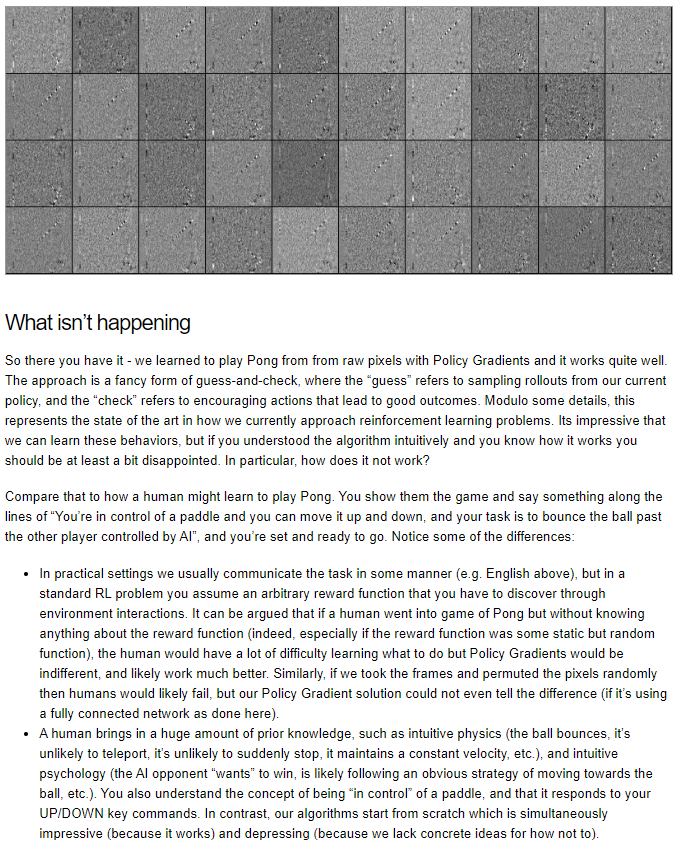 What isn’t happening
So there you have it - we learned to play Pong from from raw pixels with Policy Gradients and it works quite well.
The approach is a fancy form of guess-and-check, where the “guess” refers to sampling rollouts from our current
policy, and the “check” refers to encouraging actions that lead to good outcomes. Modulo some details, this
represents the state of the art in how we currently approach reinforcement learning problems. Its impressive that
we can learn these behaviors, but if you understood the algorithm intuitively and you know how it works you
should be at least a bit disappointed. In particular, how does it not work?
Compare that to how a human might learn to play Pong. You show them the game and say something along the
lines of “You’re in control of a paddle and you can move it up and down, and your task is to bounce the ball past
the other player controlled by AI”, and you’re set and ready to go. Notice some of the differences:
• In practical settings we usually communicate the task in some manner (e.g. English above), but in a
standard RL problem you assume an arbitrary reward function that you have to discover through
environment interactions. It can be argued that if a human went into game of Pong but without knowing
anything about the reward function (indeed, especially if the reward function was some static but random
function), the human would have a lot of difficulty learning what to do but Policy Gradients would be
indifferent, and likely work much better. Similarly, if we took the frames and permuted the pixels randomly
then humans would likely fail, but our Policy Gradient solution could not even tell the difference (if it’s using
a fully connected network as done here).
• A human brings in a huge amount of prior knowledge, such as intuitive physics (the ball bounces, it’s
unlikely to teleport, it’s unlikely to suddenly stop, it maintains a constant velocity, etc.), and intuitive
psychology (the AI opponent “wants” to win, is likely following an obvious strategy of moving towards the
ball, etc.). You also understand the concept of being “in control” of a paddle, and that it responds to your
UP/DOWN key commands. In contrast, our algorithms start from scratch which is simultaneously
impressive (because it works) and depressing (because we lack concrete ideas for how not to).